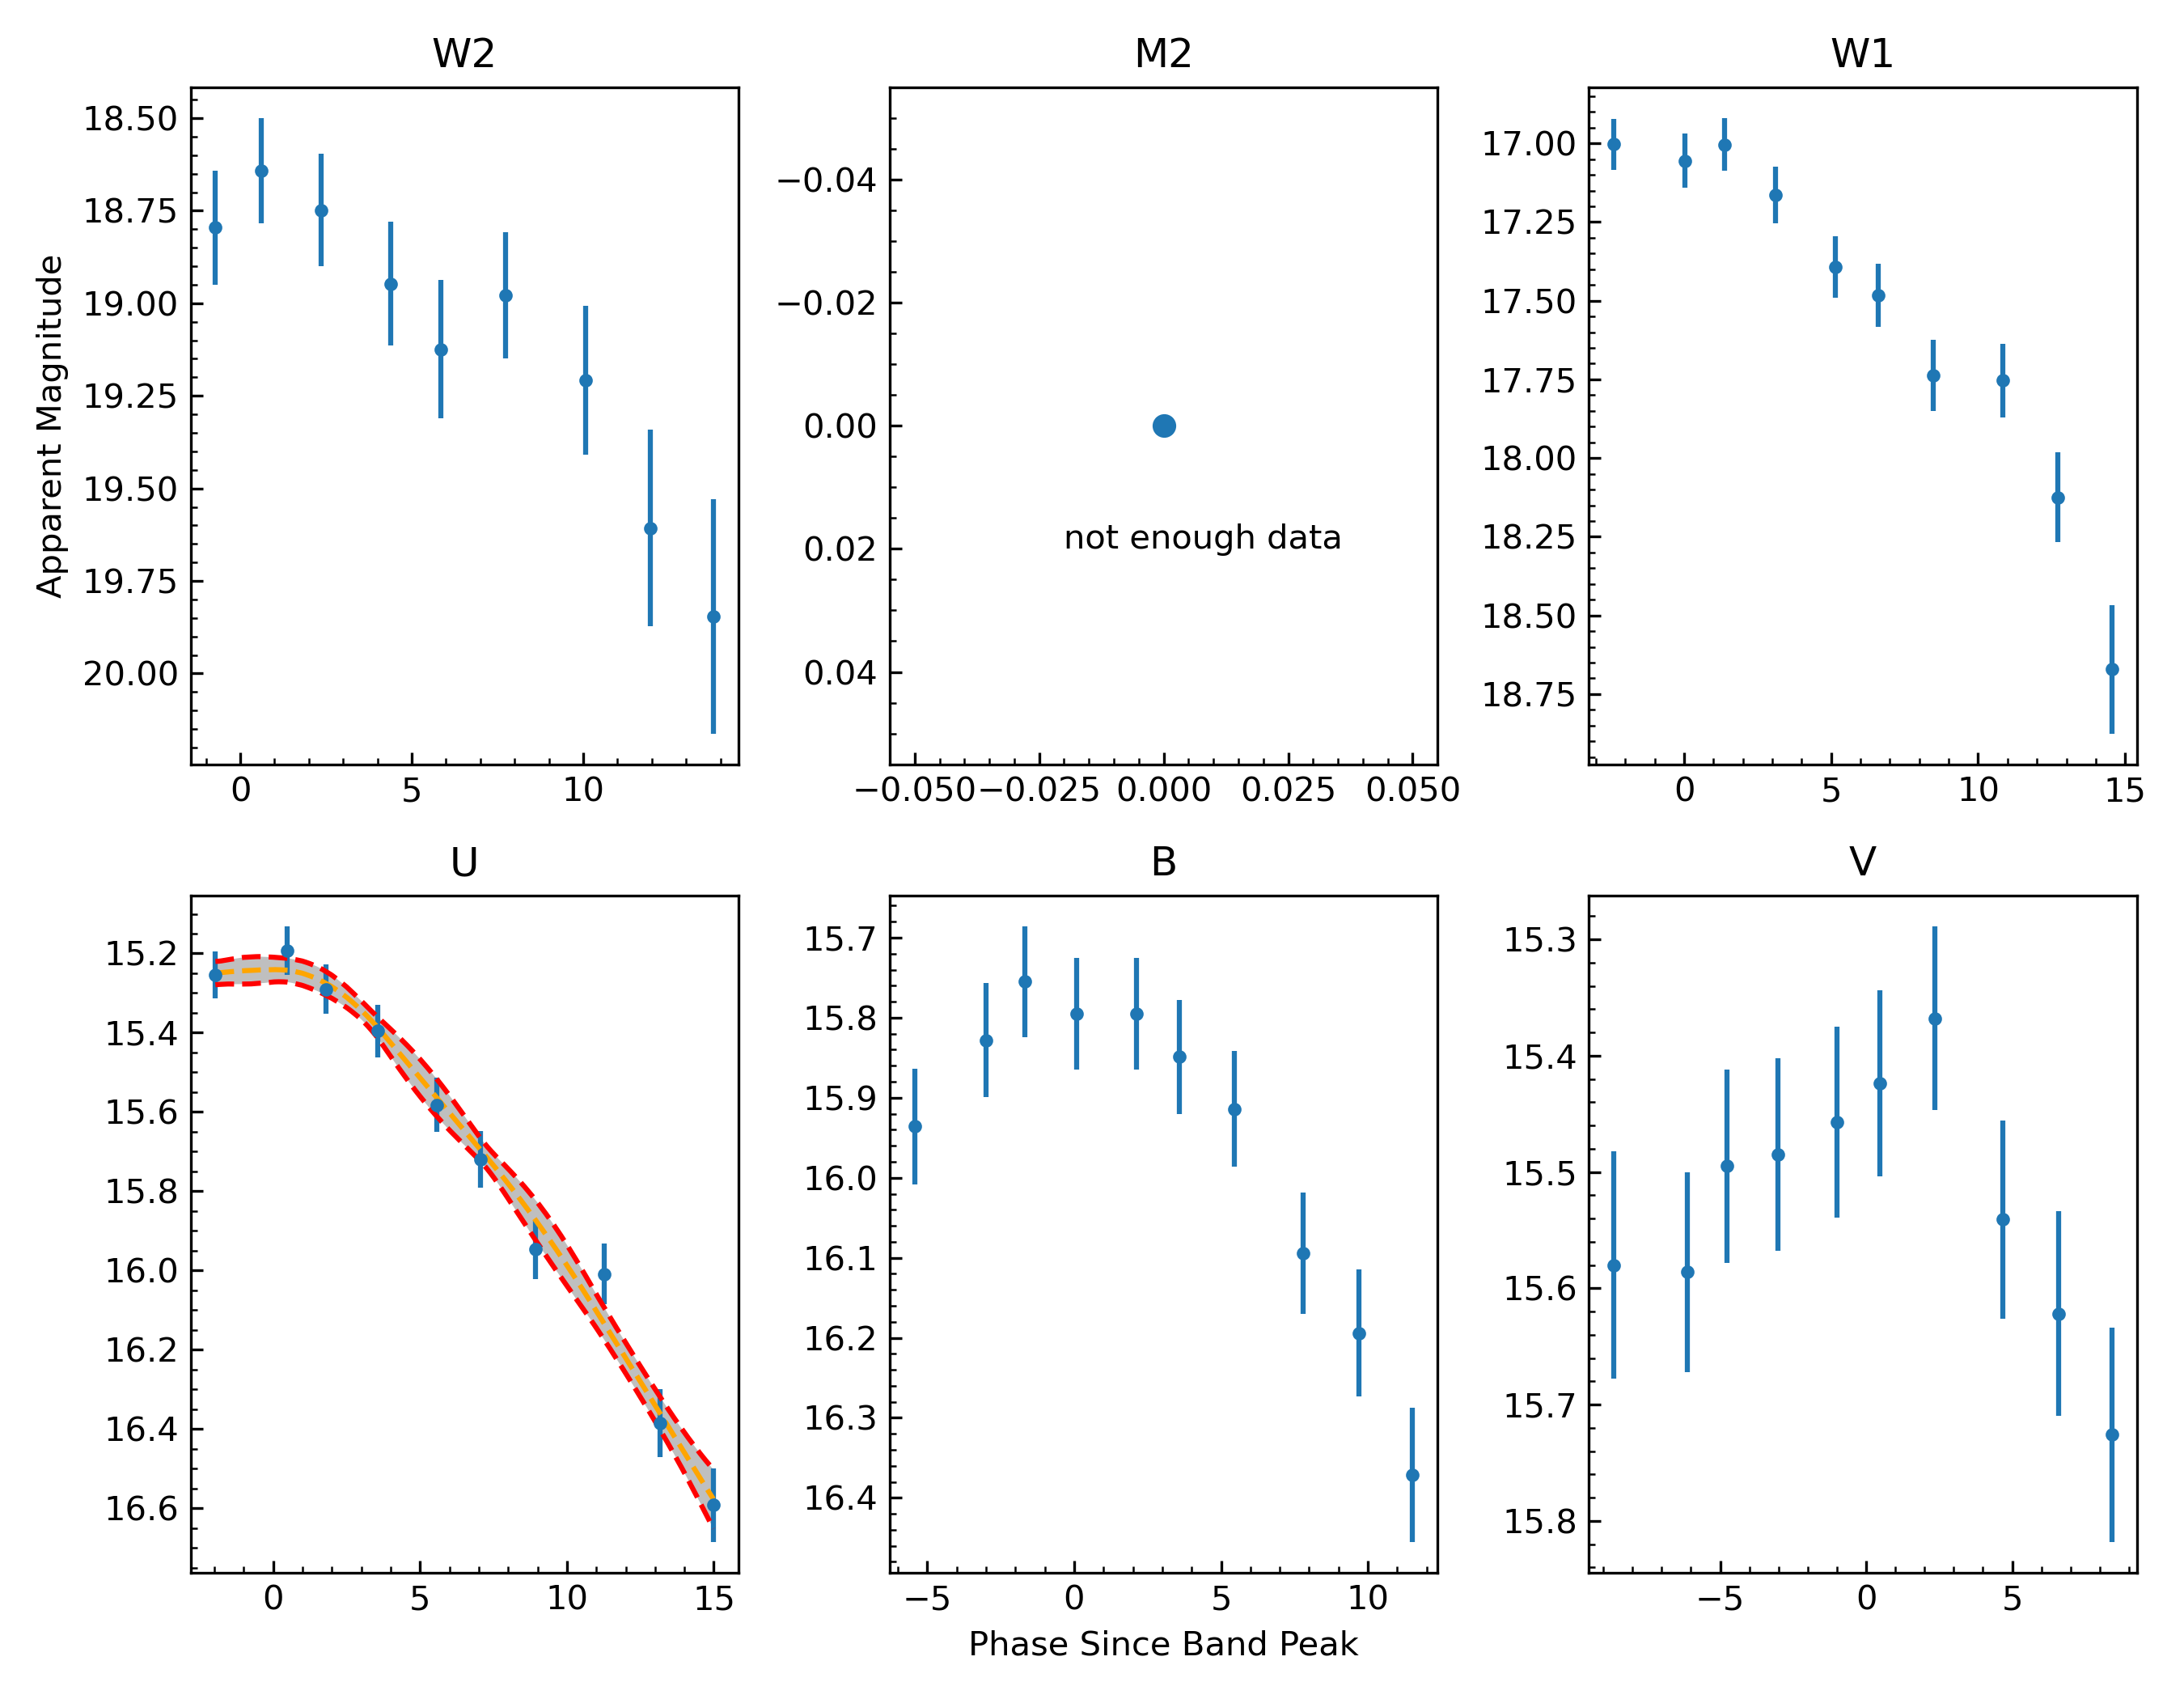 W2
M2
W1
Apparent Magnitude
18.50
18.75
19.00
19.25
19.50
19.75
20.00
0 5 10
−0.04
−0.02
0.00
0.02
0.04
not enough data
−0.050 −0.025 0.000 0.025 0.050
17.00
17.25
17.50
17.75
18.00
18.25
18.50
18.75
0 5 10 15
U
B
V
15.2
15.4
15.6
15.8
16.0
16.2
16.4
16.6
0 5 10 15
15.7
15.8
15.9
16.0
16.1
16.2
16.3
16.4
−5 0 5 10
15.3
15.4
15.5
15.6
15.7
15.8
−5 0 5
Phase Since Band Peak